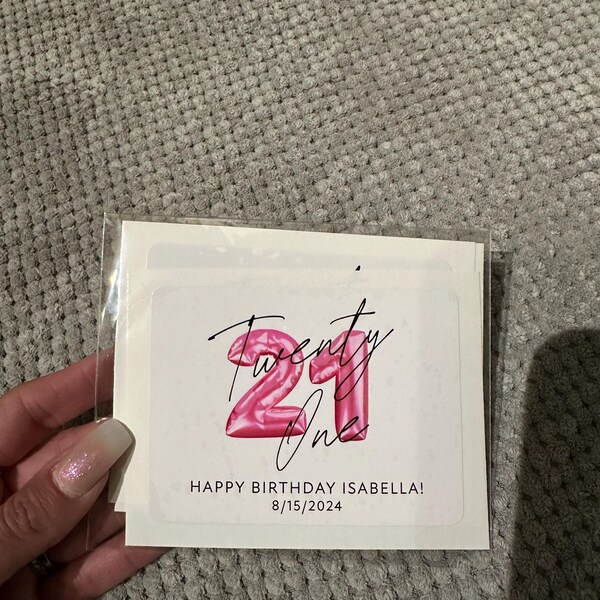 Twenty
21
One
HAPPY BIRTHDAY ISABELLA!
8/15/2024